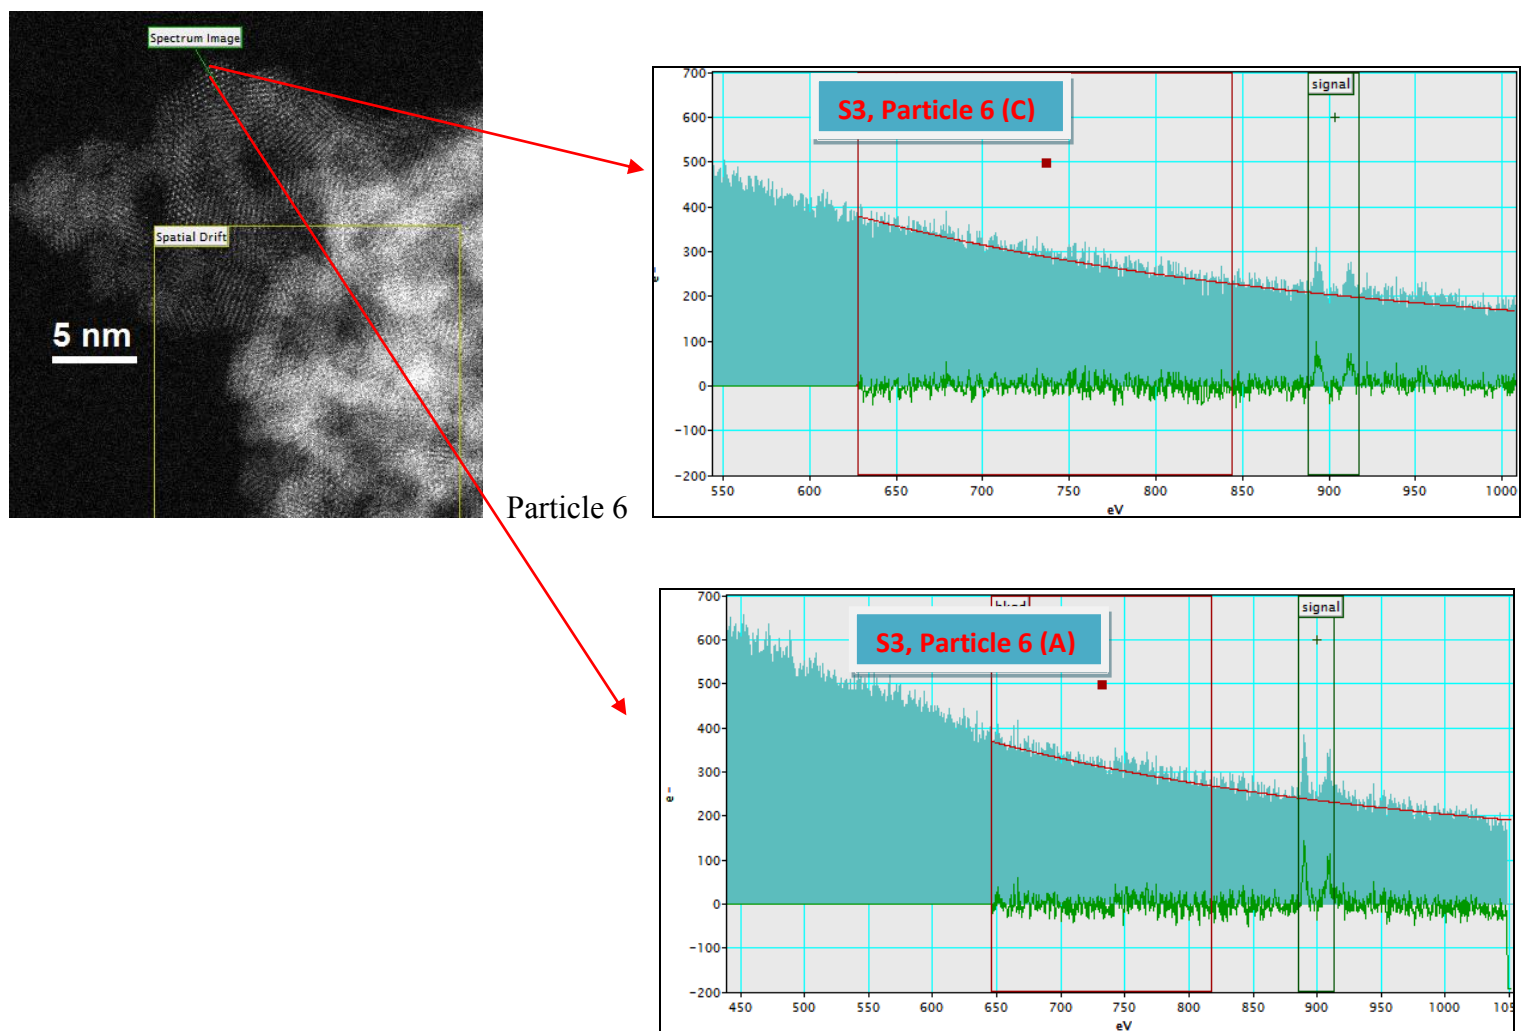 Spectrum Image
Spatial Drift
5 nm
Particle 6
S3, Particle 6 (C)
signal
700
600
500
400
300
200
100
0
-100
-200
e-
550 600 650 700 750 800 850 900 950 1000
eV
S3, Particle 6 (A)
signal
700
600
500
400
300
200
100
0
-100
-200
e-
450 500 550 600 650 700 750 800 850 900 950 1000
eV